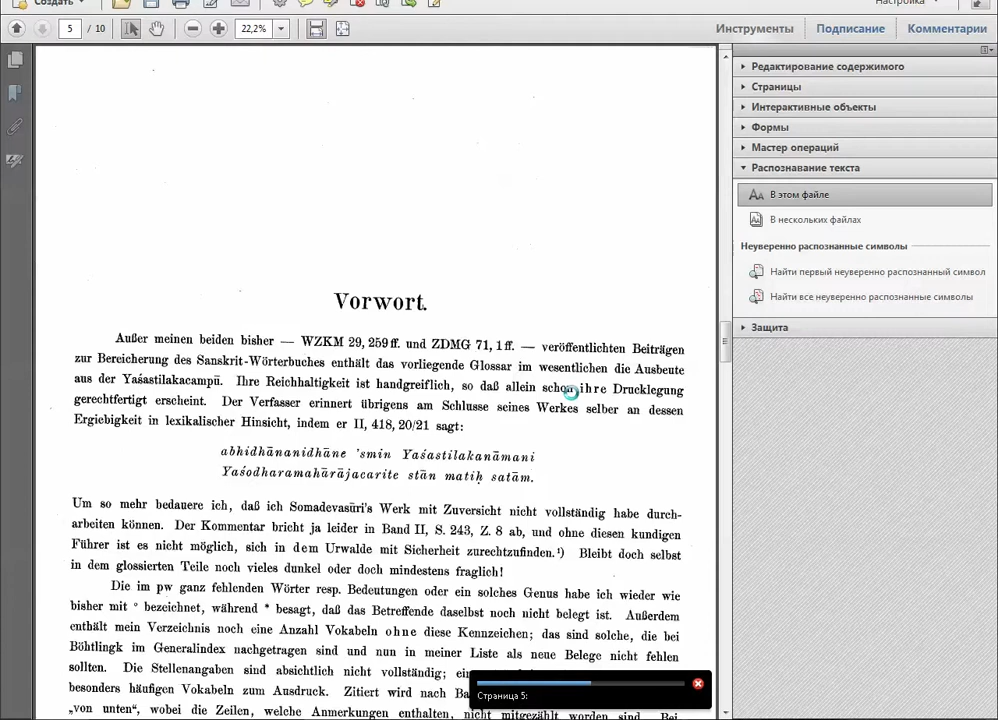 Создать
Настройка
5 / 10
22,2%
Инструменты
Подписание
Комментарии
Редактирование содержимого
Страницы
Интерактивные объекты
Формы
Мастер операций
Распознавание текста
В этом файле
В нескольких файлах
Неуверенно распознанные символы
Найти первый неуверенно распознанный символ
Найти все неуверенно распознанные символы
Защита
Vorwort.
Außer meinen beiden bisher — WZKM 29, 259 ff. und ZDMG 71, 1 ff. — veröffentlichten Beiträgen
zur Bereicherung des Sanskrit-Wörterbuches enthält das vorliegende Glossar im wesentlichen die Ausbeute
aus der Yaśastilakacampū. Ihre Reichhaltigkeit ist handgreiflich, so daß allein schon ihre Drucklegung
gerechtfertigt erscheint. Der Verfasser erinnert übrigens am Schlusse seines Werkes selber an dessen
Ergiebigkeit in lexikalischer Hinsicht, indem er II, 418, 20/21 sagt:
abhidhānanidhāne 'smin Yaśastilakanāmani
Yaśodharamahārājacarite stān matiḥ satām.
Um so mehr bedauere ich, daß ich Somadevasūri's Werk mit Zuversicht nicht vollständig habe durch-
arbeiten können. Der Kommentar bricht ja leider in Band II, S. 243, Z. 8 ab, und ohne diesen kundigen
Führer ist es nicht möglich, sich in dem Urwalde mit Sicherheit zurechtzufinden.¹) Bleibt doch selbst
in dem glossierten Teile noch vieles dunkel oder doch mindestens fraglich!
Die im pw ganz fehlenden Wörter resp. Bedeutungen oder ein solches Genus habe ich wieder wie
bisher mit ° bezeichnet, während * besagt, daß das Betreffende daselbst noch nicht belegt ist. Außerdem
enthält mein Verzeichnis noch eine Anzahl Vokabeln ohne diese Kennzeichen; das sind solche, die bei
Böhtlingk im Generalindex nachgetragen sind und nun in meiner Liste als neue Belege nicht fehlen
sollten. Die Stellenangaben sind absichtlich nicht vollständig;
besonders häufigen Vokabeln zum Ausdruck. Zitiert wird nach
„von unten“, wobei die Zeilen, welche Anmerkungen enthalten, nicht mitgezählt worden sind. Bei
Страница 5: